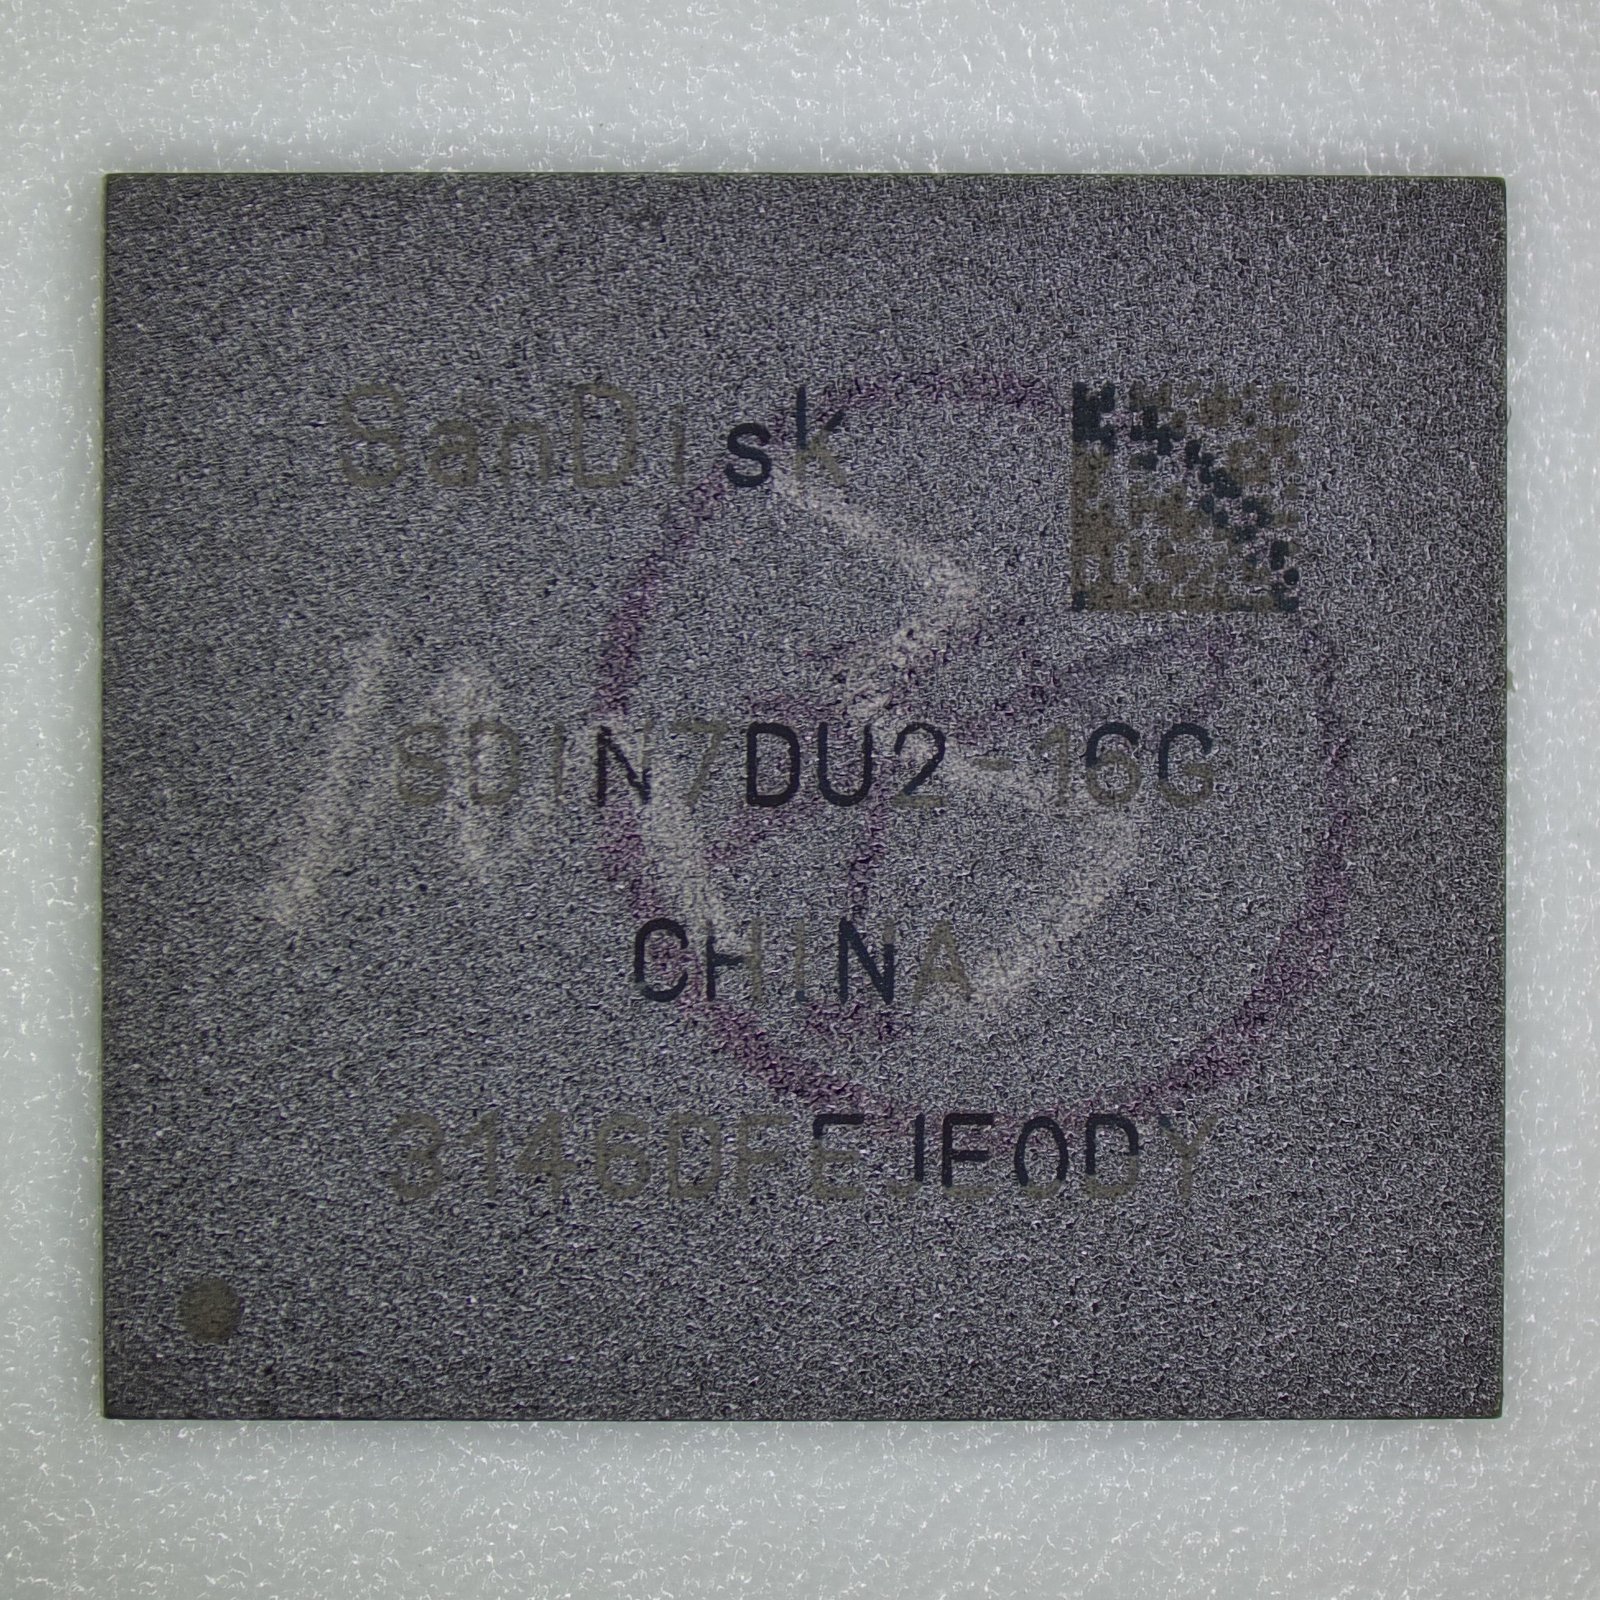 SanDisk
SDIN7DU2-16G
CHINA
3146DFEJE0DY